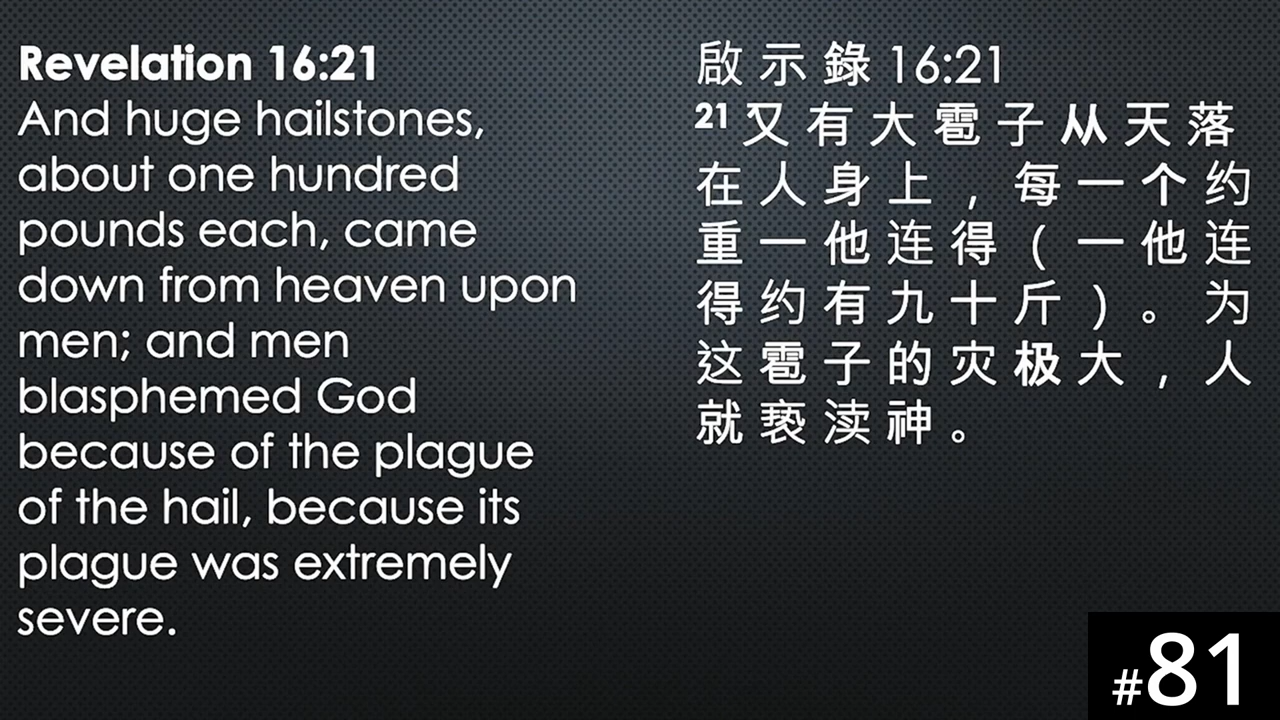 Revelation 16:21
And huge hailstones,
about one hundred
pounds each, came
down from heaven upon
men; and men
blasphemed God
because of the plague
of the hail, because its
plague was extremely
severe.
啟示錄 16:21
21 又有大雹子从天落
在人身上，每一个约
重一他连得（一他连
得约有九十斤）。为
这雹子的灾极大，人
就亵渎神。
#81